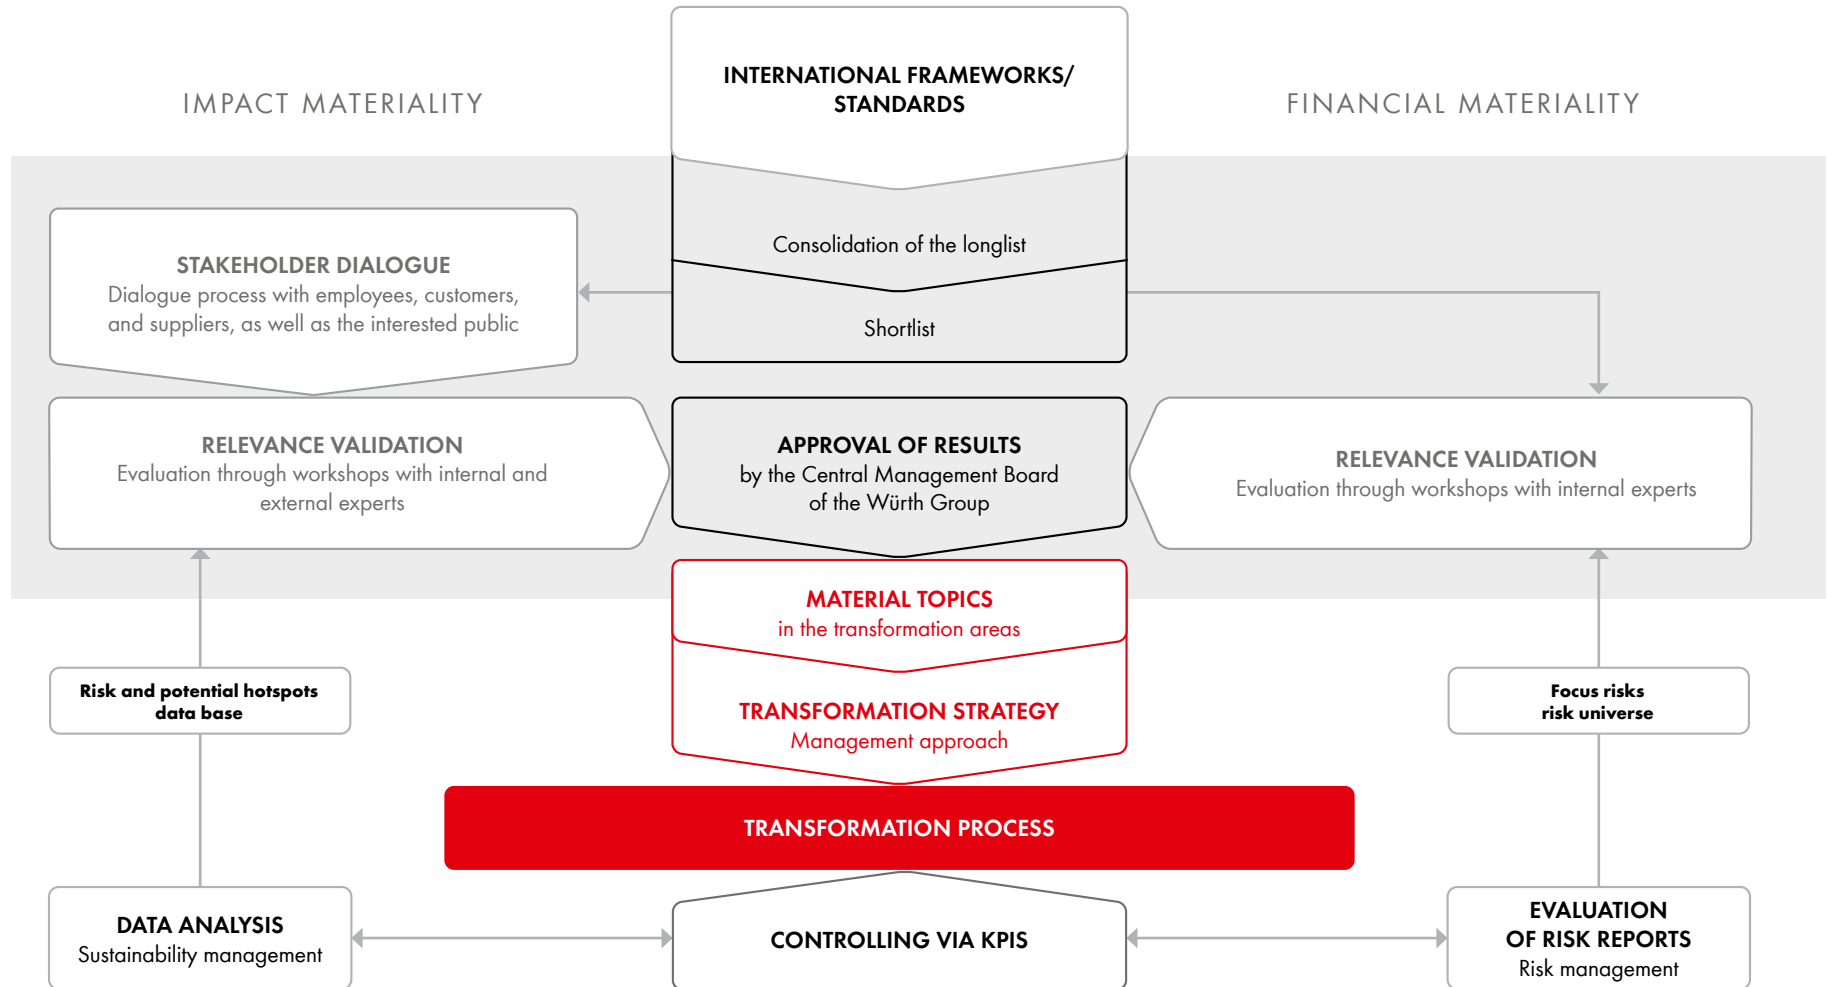 INTERNATIONAL FRAMEWORKS/
STANDARDS
IMPACT MATERIALITY
FINANCIAL MATERIALITY
Consolidation of the longlist
STAKEHOLDER DIALOGUE
Dialogue process with employees, customers,
and suppliers, as well as the interested public
Shortlist
RELEVANCE VALIDATION
Evaluation through workshops with internal and
external experts
APPROVAL OF RESULTS
by the Central Management Board
of the Würth Group
RELEVANCE VALIDATION
Evaluation through workshops with internal experts
MATERIAL TOPICS
in the transformation areas
Risk and potential hotspots
data base
TRANSFORMATION STRATEGY
Management approach
Focus risks
risk universe
TRANSFORMATION PROCESS
DATA ANALYSIS
Sustainability management
CONTROLLING VIA KPIS
EVALUATION
OF RISK REPORTS
Risk management